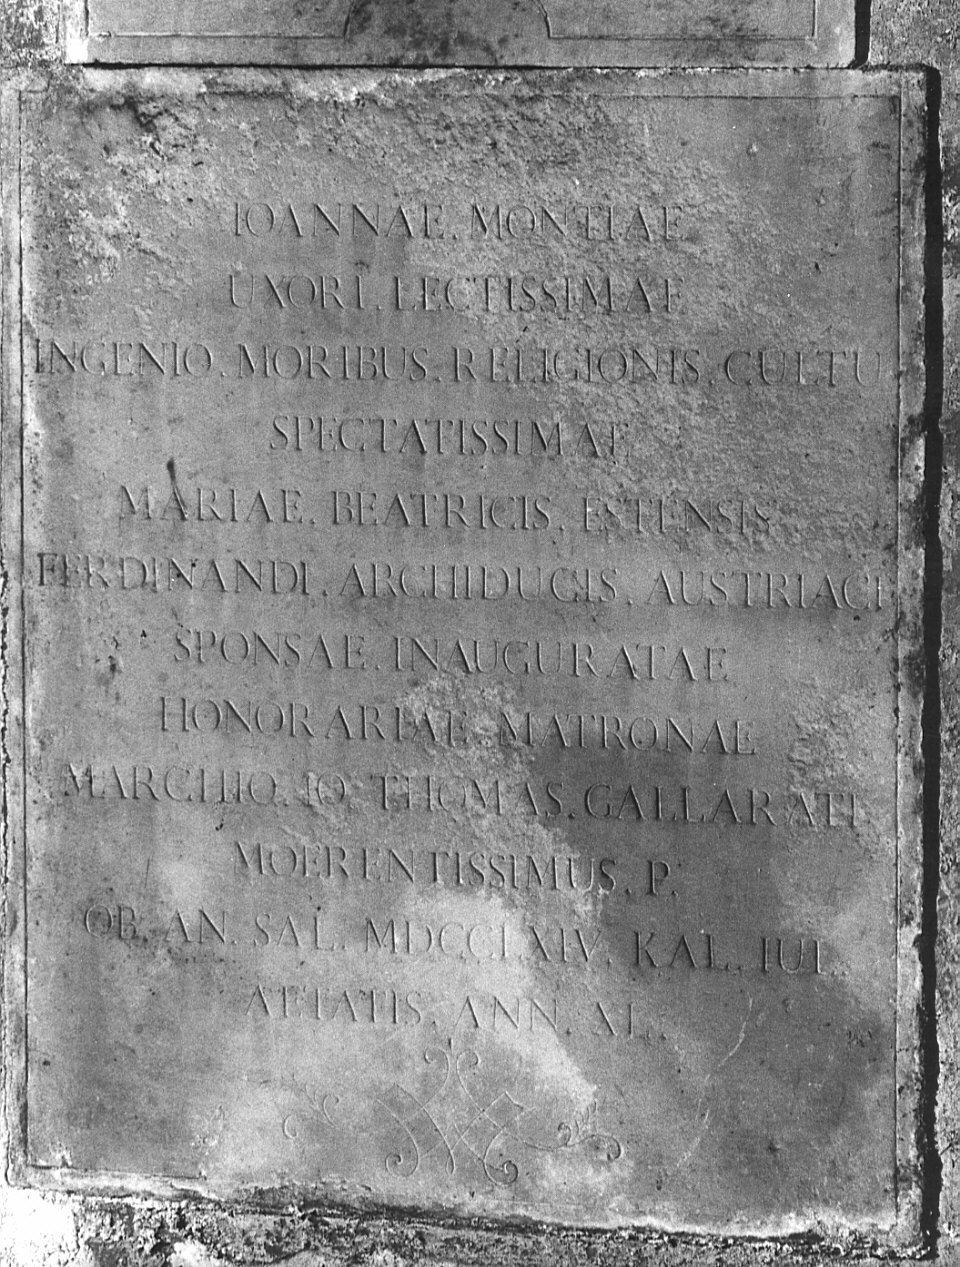 IOANNAE. MONTIAE
UXORI. LECTISSIMAE
INGENIO. MORIBUS. RELIGIONIS. CULTU
SPECTATISSIMAE
MARIAE. BEATRICIS. ESTENSIS
FERDINANDI. ARCHIDUCIS. AUSTRIACI
SPONSAE. INAUGURATAE
HONORARIAE. MATRONAE
MARCHIO. IO. THOMAS. GALLARATI
MOERENTISSIMUS. P.
OB. AN. SAL. MDCCLXIV. KAL. IUL.
AETATIS. ANN. XL.